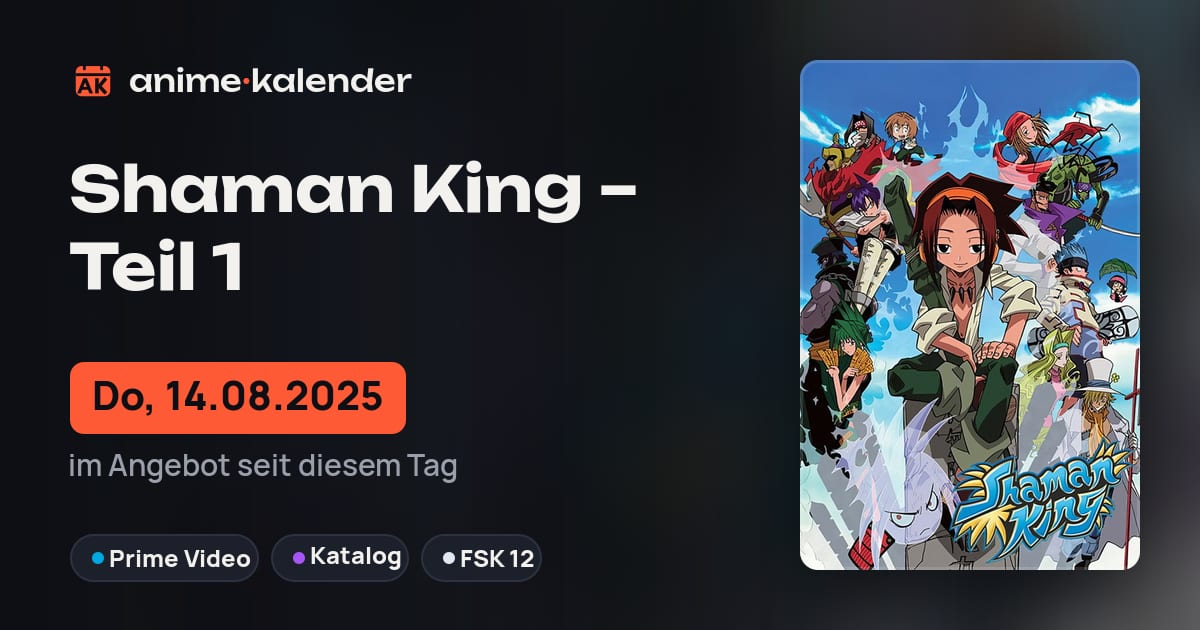 AK
anime·kalender
Shaman King –
Teil 1
Do, 14.08.2025
im Angebot seit diesem Tag
Prime Video
Katalog
FSK 12
Shaman
King